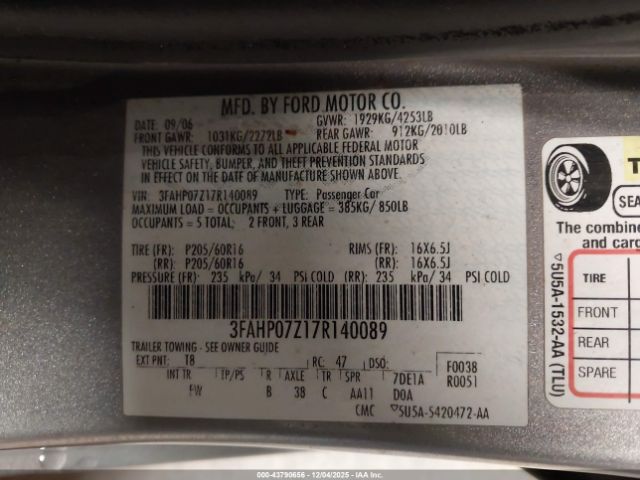 MFD. BY FORD MOTOR CO.
DATE: 09/06 GVWR: 1929KG/4253LB
FRONT GAWR: 1031KG/2272LB REAR GAWR: 912KG/2010LB
THIS VEHICLE CONFORMS TO ALL APPLICABLE FEDERAL MOTOR
VEHICLE SAFETY, BUMPER, AND THEFT PREVENTION STANDARDS
IN EFFECT ON THE DATE OF MANUFACTURE SHOWN ABOVE.
VIN: 3FAHP07Z17R140089 TYPE: Passenger Car
MAXIMUM LOAD = OCCUPANTS + LUGGAGE = 385KG/ 850LB
OCCUPANTS = 5 TOTAL; 2 FRONT, 3 REAR
TIRE (FR): P205/60R16 RIMS (FR): 16X6.5J
(RR): P205/60R16 (RR): 16X6.5J
PRESSURE (FR): 235 kPa/ 34 PSI COLD (RR): 235 kPa/ 34 PSI COLD
3FAHP07Z17R140089
TRAILER TOWING - SEE OWNER GUIDE
EXT PNT: T8 RC: 47 DSO: F0038
INT TR TP/PS R AXLE TR SPR 7DE1A R0051
FW B 38 C AA11 D0A
CMC 5U5A-5420472-AA
SEA
The combine
and carg
TIRE
FRONT
REAR
SPARE
5U5A-1532-AA (TLU)
000-43790656 - 12/04/2025 - IAA Inc.